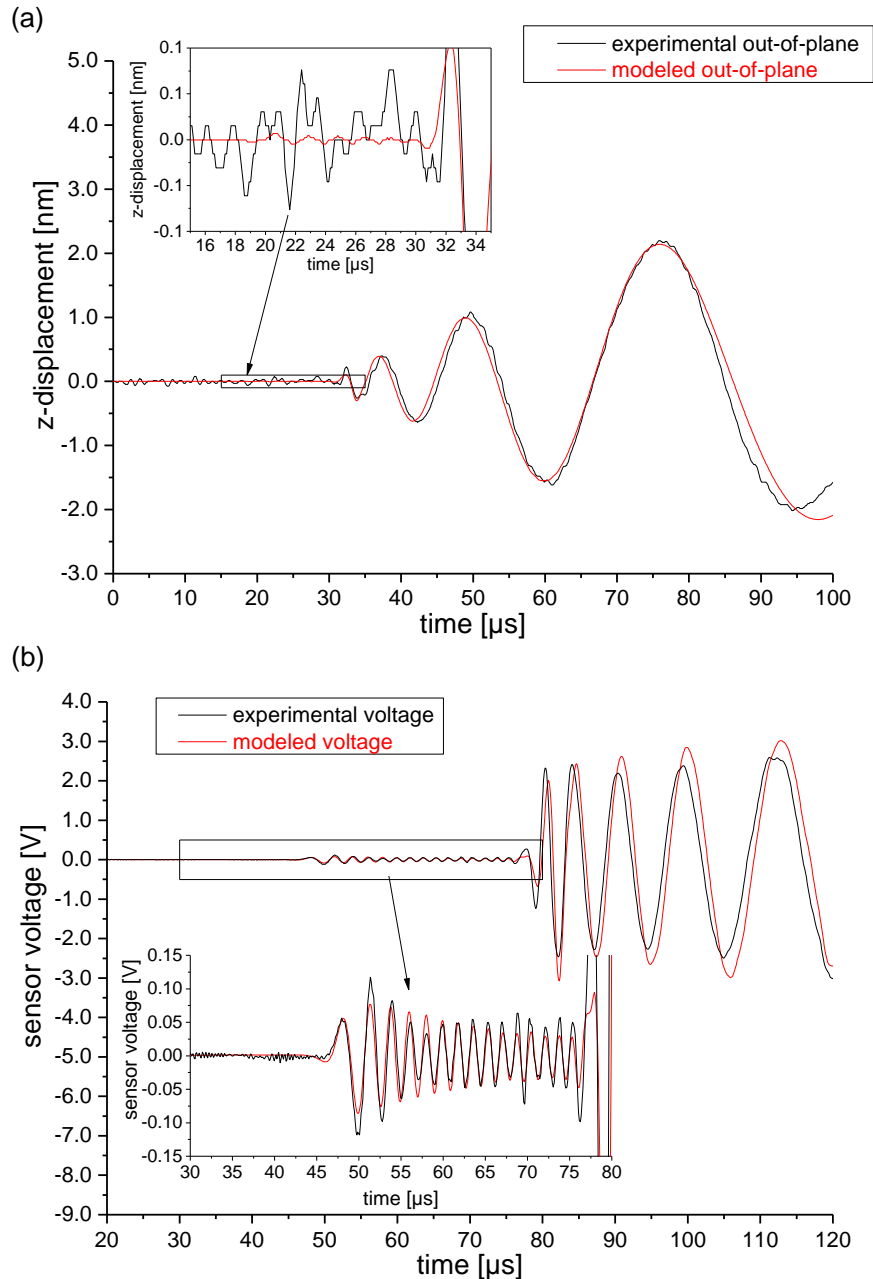 (a)
5.0
4.0
3.0
2.0
1.0
0.0
-1.0
-2.0
-3.0
z-displacement [nm]
0 10 20 30 40 50 60 70 80 90 100
time [µs]
experimental out-of-plane
modeled out-of-plane
0.1
0.1
0.0
-0.1
-0.1
z-displacement [nm]
16 18 20 22 24 26 28 30 32 34
time [µs]
(b)
4.0
3.0
2.0
1.0
0.0
-1.0
-2.0
-3.0
-4.0
-5.0
-6.0
-7.0
-8.0
-9.0
sensor voltage [V]
20 30 40 50 60 70 80 90 100 110 120
time [µs]
experimental voltage
modeled voltage
0.15
0.10
0.05
0.00
-0.05
-0.10
-0.15
sensor voltage [V]
30 35 40 45 50 55 60 65 70 75 80
time [µs]